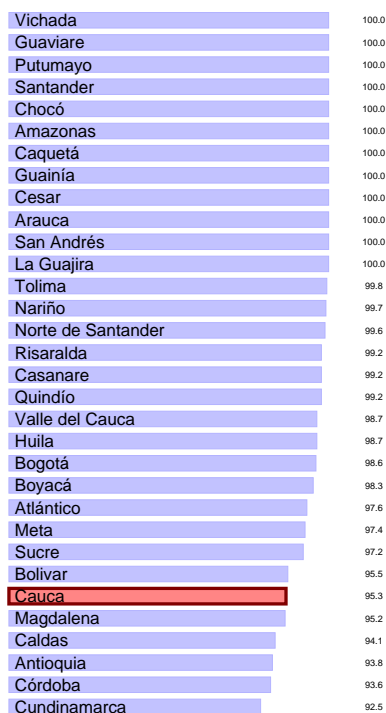 Vichada 100.0
Guaviare 100.0
Putumayo 100.0
Santander 100.0
Chocó 100.0
Amazonas 100.0
Caquetá 100.0
Guainía 100.0
Cesar 100.0
Arauca 100.0
San Andrés 100.0
La Guajira 100.0
Tolima 99.8
Nariño 99.7
Norte de Santander 99.6
Risaralda 99.2
Casanare 99.2
Quindío 99.2
Valle del Cauca 98.7
Huila 98.7
Bogotá 98.6
Boyacá 98.3
Atlántico 97.6
Meta 97.4
Sucre 97.2
Bolivar 95.5
Cauca 95.3
Magdalena 95.2
Caldas 94.1
Antioquia 93.8
Córdoba 93.6
Cundinamarca 92.5